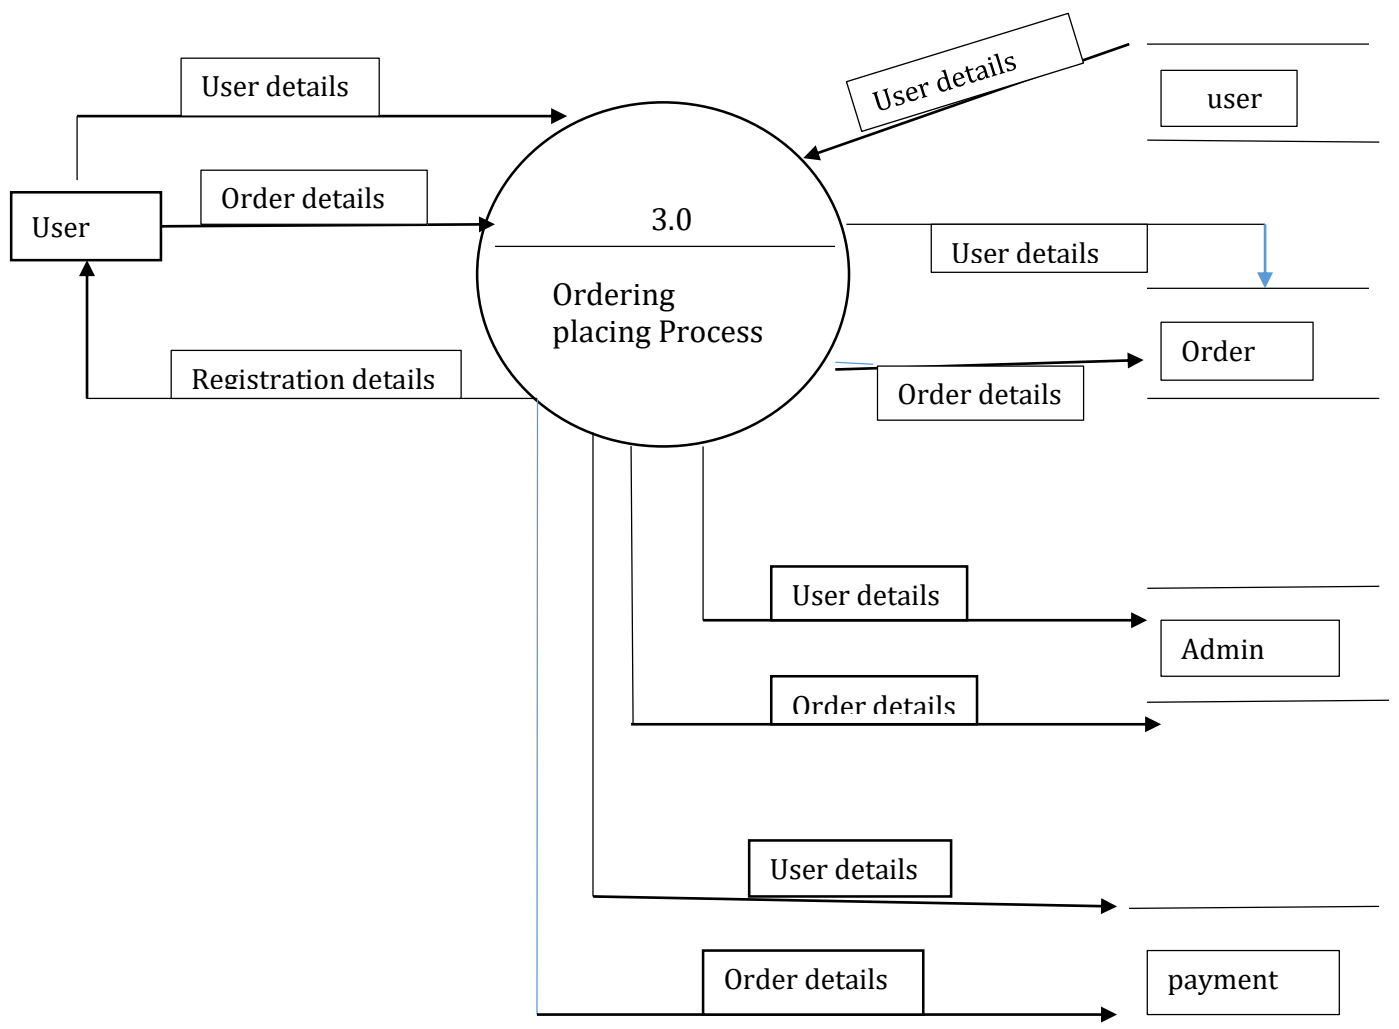 User details
User details
user
Order details
User
3.0
User details
Ordering
placing Process
Order
Registration details
Order details
User details
Admin
Order details
User details
Order details
payment